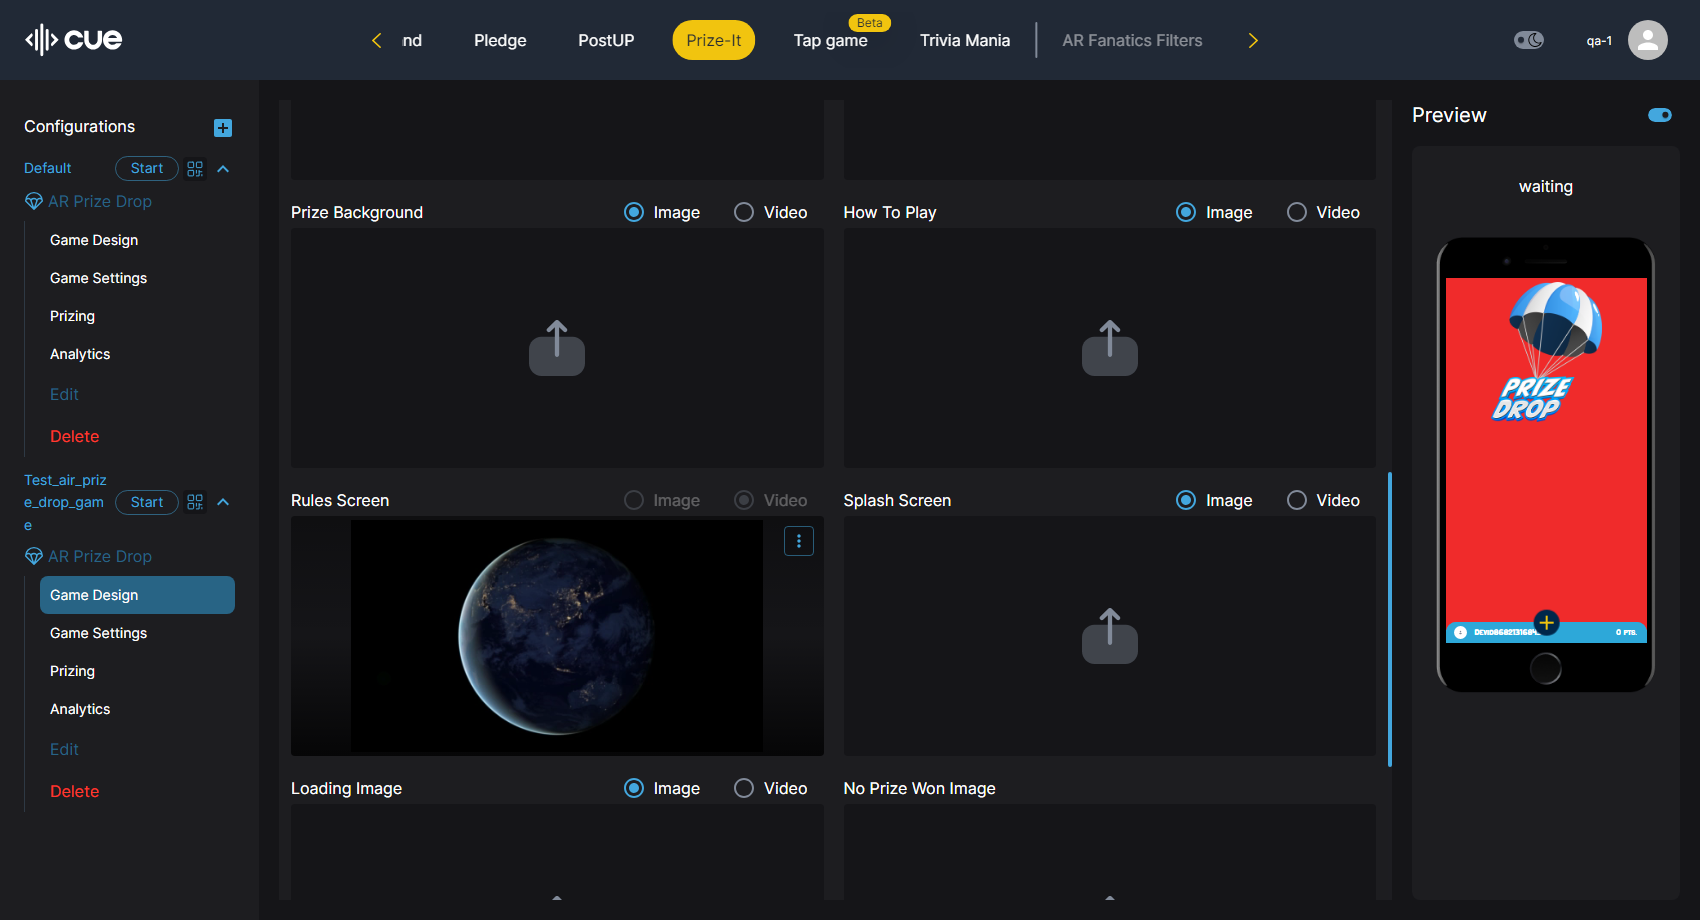 cue
nd
Pledge
PostUP
Prize-It
Beta
Tap game
Trivia Mania
AR Fanatics Filters
qa-1
Configurations
Default
Start
AR Prize Drop
Game Design
Game Settings
Prizing
Analytics
Edit
Delete
Test_air_priz
e_drop_gam
e
Start
AR Prize Drop
Game Design
Game Settings
Prizing
Analytics
Edit
Delete
Prize Background
Image
Video
How To Play
Image
Video
Rules Screen
Image
Video
Splash Screen
Image
Video
Loading Image
Image
Video
No Prize Won Image
Preview
waiting
PRIZE
DROP
0 PTS.